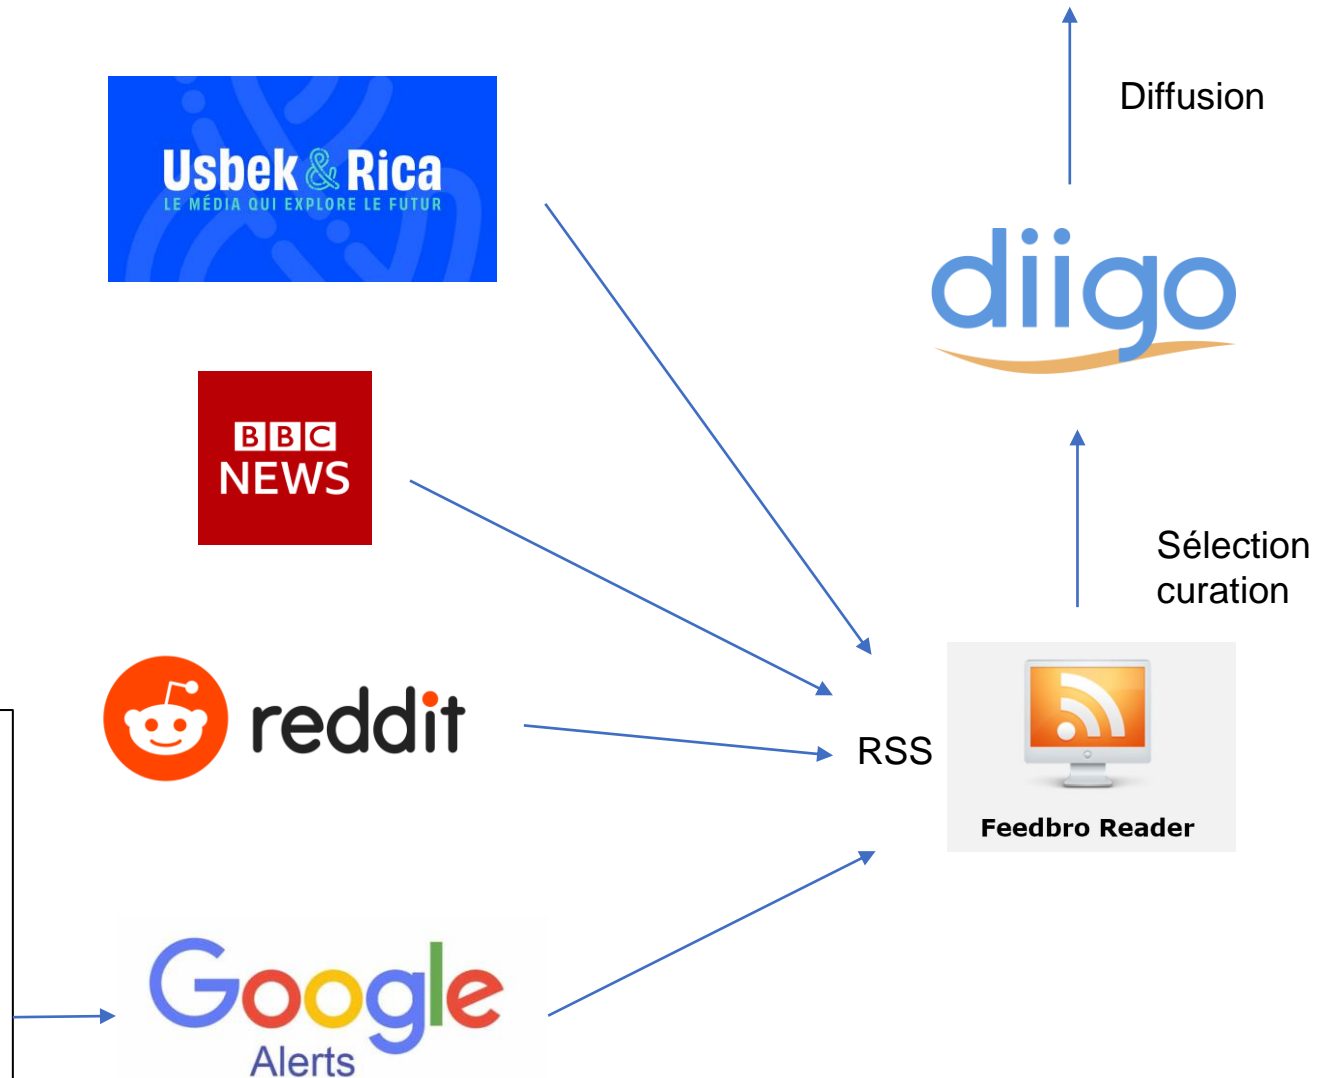 Diffusion
Usbek & Rica
LE MÉDIA QUI EXPLORE LE FUTUR
diigo
BBC
NEWS
Sélection
curation
reddit
RSS
Feedbro Reader
Google
Alerts